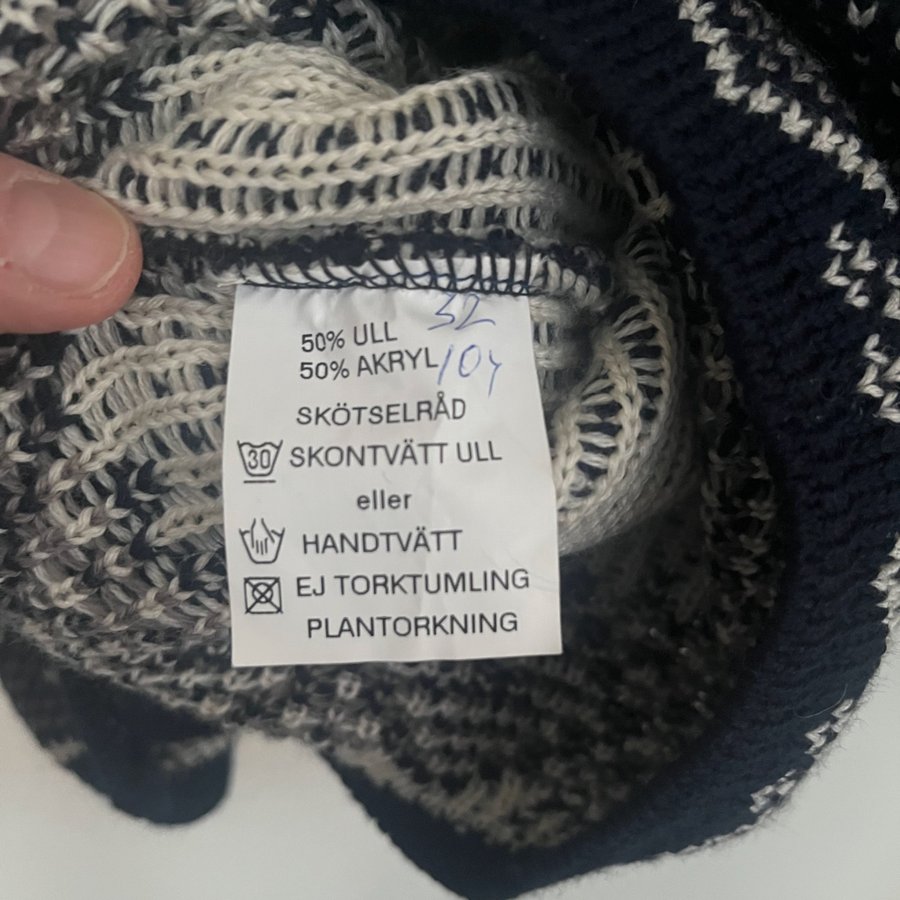 32
50% ULL
50% AKRYL 104
SKÖTSELRÅD
30 SKONTVÄTT ULL
eller
HANDTVÄTT
EJ TORKTUMLING
PLANTORKNING